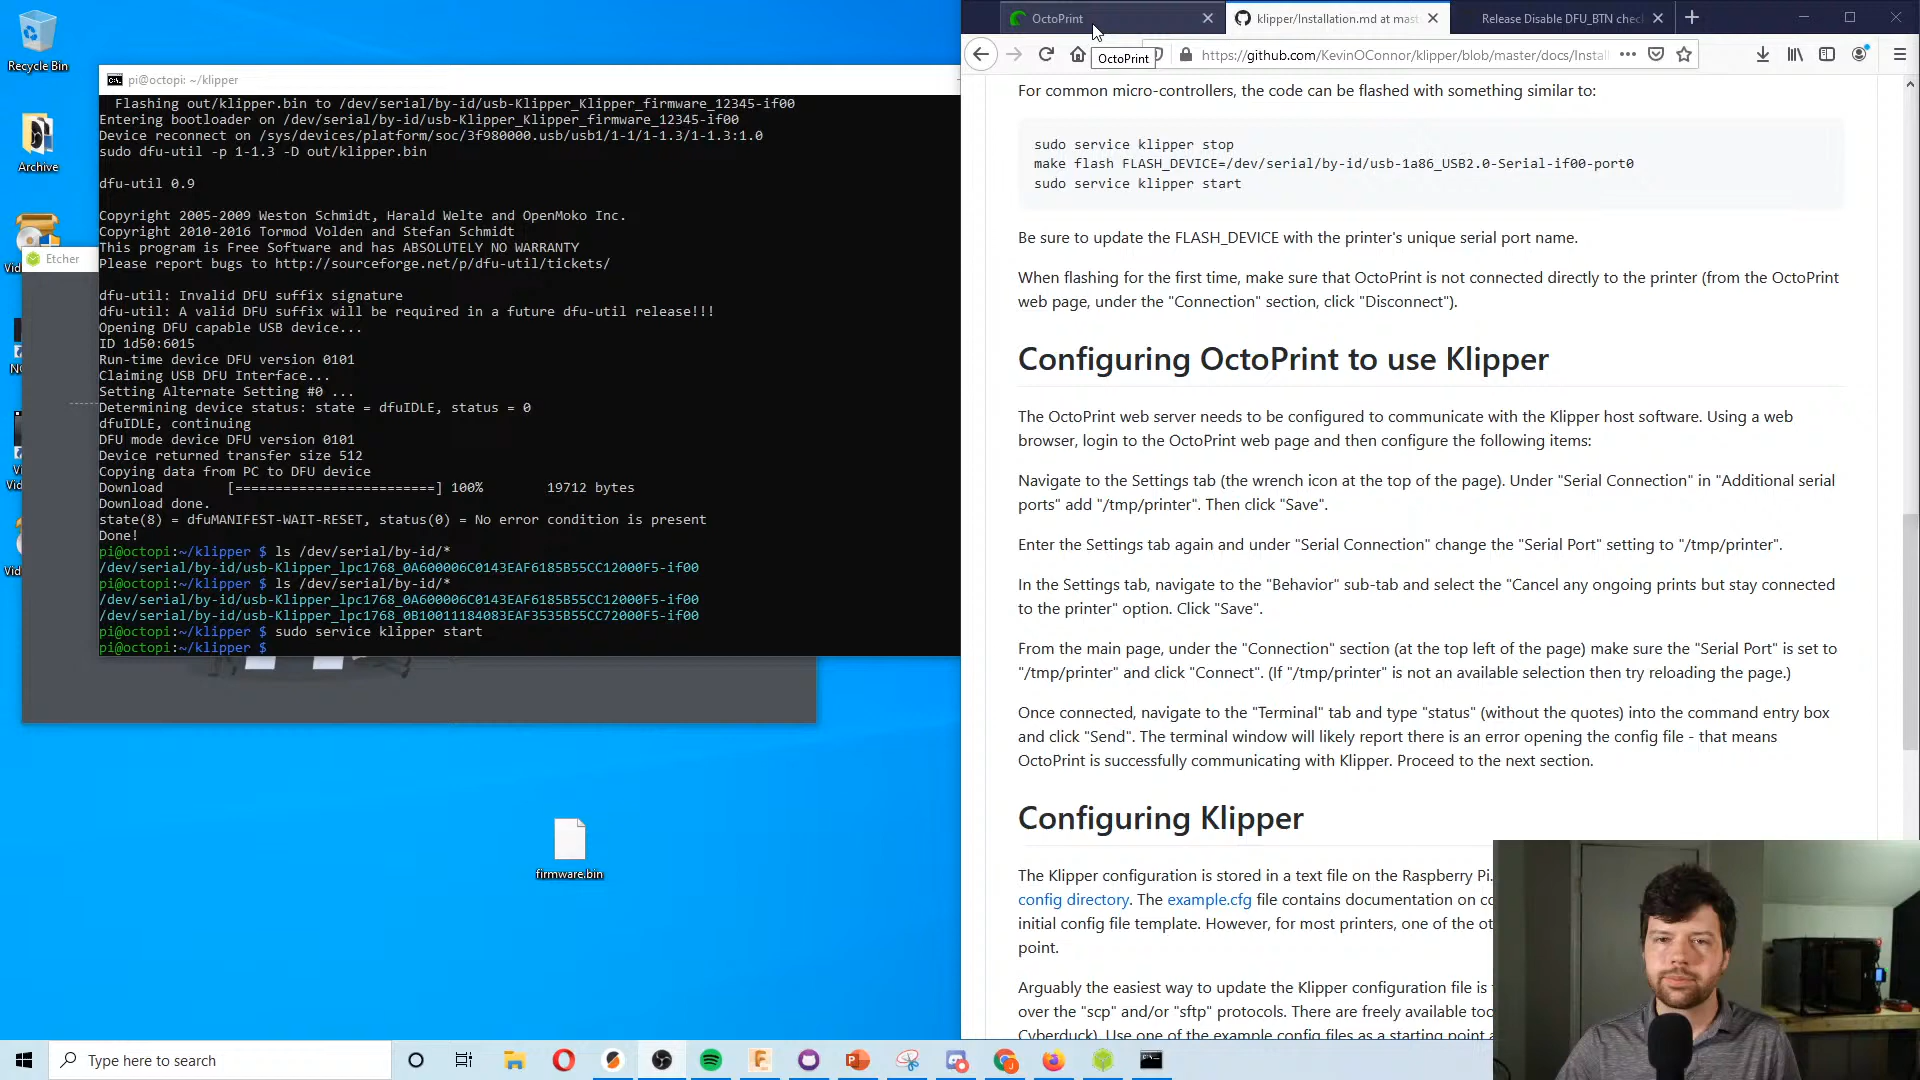 Recycle Bin
Archive
Etcher
pi@octopi: ~/klipper
Flashing out/klipper.bin to /dev/serial/by-id/usb-Klipper_Klipper_firmware_12345-if00
Entering bootloader on /dev/serial/by-id/usb-Klipper_Klipper_firmware_12345-if00
Device reconnect on /sys/devices/platform/soc/3f980000.usb/usb1/1-1/1-1.3/1-1.3:1.0
sudo dfu-util -p 1-1.3 -D out/klipper.bin
dfu-util 0.9
Copyright 2005-2009 Weston Schmidt, Harald Welte and OpenMoko Inc.
Copyright 2010-2016 Tormod Volden and Stefan Schmidt
This program is Free Software and has ABSOLUTELY NO WARRANTY
Please report bugs to http://sourceforge.net/p/dfu-util/tickets/
dfu-util: Invalid DFU suffix signature
dfu-util: A valid DFU suffix will be required in a future dfu-util release!!!
Opening DFU capable USB device...
ID 1d50:6015
Run-time device DFU version 0101
Claiming USB DFU Interface...
Setting Alternate Setting #0 ...
Determining device status: state = dfuIDLE, status = 0
dfuIDLE, continuing
DFU mode device DFU version 0101
Device returned transfer size 512
Copying data from PC to DFU device
Download [=========================] 100% 19712 bytes
Download done.
state(8) = dfuMANIFEST-WAIT-RESET, status(0) = No error condition is present
Done!
pi@octopi:~/klipper $ ls /dev/serial/by-id/*
/dev/serial/by-id/usb-Klipper_lpc1768_0A600006C0143EAF6185B55CC12000F5-if00
pi@octopi:~/klipper $ ls /dev/serial/by-id/*
/dev/serial/by-id/usb-Klipper_lpc1768_0A600006C0143EAF6185B55CC12000F5-if00
/dev/serial/by-id/usb-Klipper_lpc1768_0B10011184083EAF3535B55CC72000F5-if00
pi@octopi:~/klipper $ sudo service klipper start
pi@octopi:~/klipper $
firmware.bin
OctoPrint
klipper/Installation.md at mast
Release Disable DFU_BTN chec
OctoPrint
https://github.com/KevinOConnor/klipper/blob/master/docs/Install
For common micro-controllers, the code can be flashed with something similar to:
sudo service klipper stop
make flash FLASH_DEVICE=/dev/serial/by-id/usb-1a86_USB2.0-Serial-if00-port0
sudo service klipper start
Be sure to update the FLASH_DEVICE with the printer's unique serial port name.
When flashing for the first time, make sure that OctoPrint is not connected directly to the printer (from the OctoPrint
web page, under the "Connection" section, click "Disconnect").
Configuring OctoPrint to use Klipper
The OctoPrint web server needs to be configured to communicate with the Klipper host software. Using a web
browser, login to the OctoPrint web page and then configure the following items:
Navigate to the Settings tab (the wrench icon at the top of the page). Under "Serial Connection" in "Additional serial
ports" add "/tmp/printer". Then click "Save".
Enter the Settings tab again and under "Serial Connection" change the "Serial Port" setting to "/tmp/printer".
In the Settings tab, navigate to the "Behavior" sub-tab and select the "Cancel any ongoing prints but stay connected
to the printer" option. Click "Save".
From the main page, under the "Connection" section (at the top left of the page) make sure the "Serial Port" is set to
"/tmp/printer" and click "Connect". (If "/tmp/printer" is not an available selection then try reloading the page.)
Once connected, navigate to the "Terminal" tab and type "status" (without the quotes) into the command entry box
and click "Send". The terminal window will likely report there is an error opening the config file - that means
OctoPrint is successfully communicating with Klipper. Proceed to the next section.
Configuring Klipper
The Klipper configuration is stored in a text file on the Raspberry Pi.
config directory. The example.cfg file contains documentation on co
initial config file template. However, for most printers, one of the ot
point.
Arguably the easiest way to update the Klipper configuration file is t
over the "scp" and/or "sftp" protocols. There are freely available too
Cyberduck). Use one of the example config files as a starting point a
Type here to search